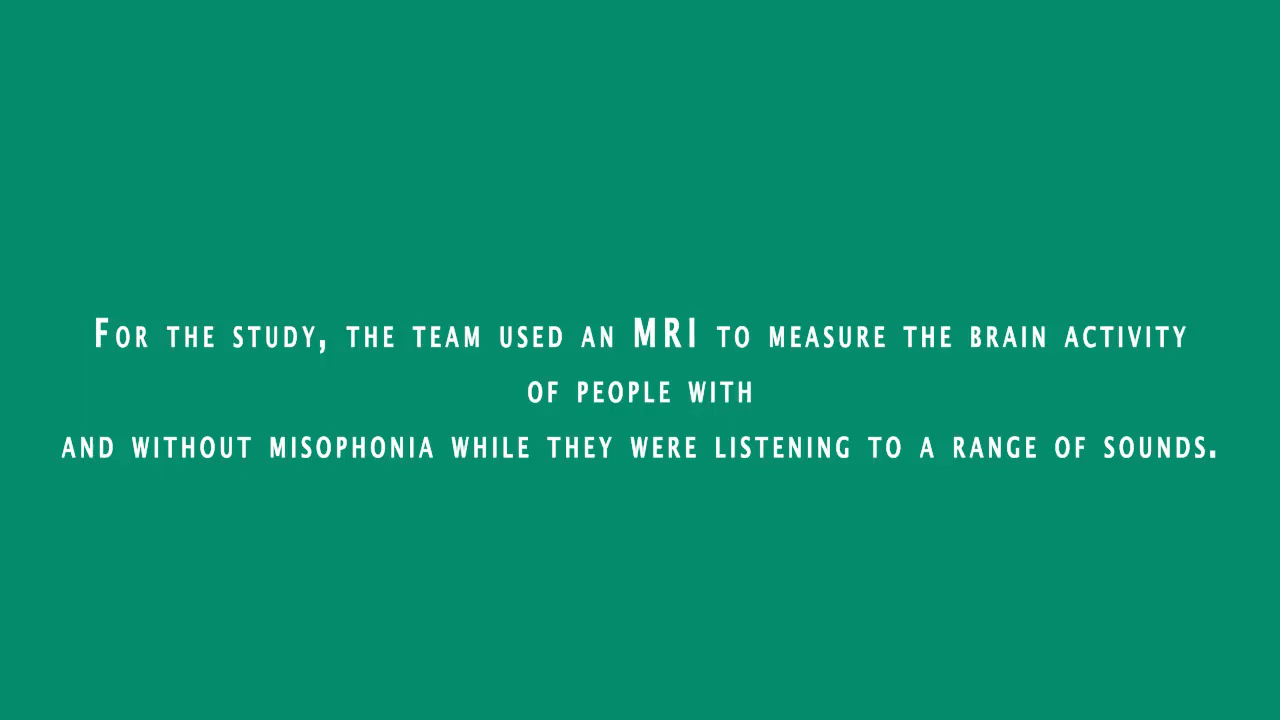 For the study, the team used an MRI to measure the brain activity
of people with
and without misophonia while they were listening to a range of sounds.